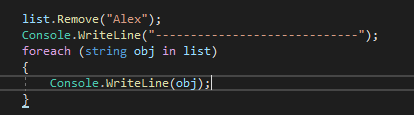 list.Remove("Alex");
Console.WriteLine("-----------------------------");
foreach (string obj in list)
{
Console.WriteLine(obj);
}